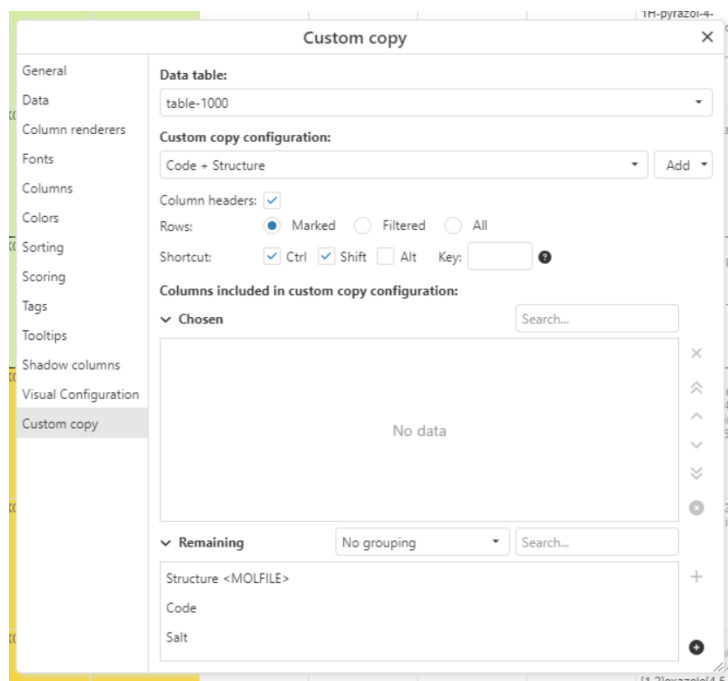 1H-pyrazol-4-
Custom copy
General
Data
Column renderers
Fonts
Columns
Colors
Sorting
Scoring
Tags
Tooltips
Shadow columns
Visual Configuration
Custom copy
Data table:
table-1000
Custom copy configuration:
Code + Structure
Add
Column headers:
Rows: Marked Filtered All
Shortcut: Ctrl Shift Alt Key: ?
Columns included in custom copy configuration:
Chosen Search...
No data
Remaining No grouping Search...
Structure <MOLFILE>
Code
Salt